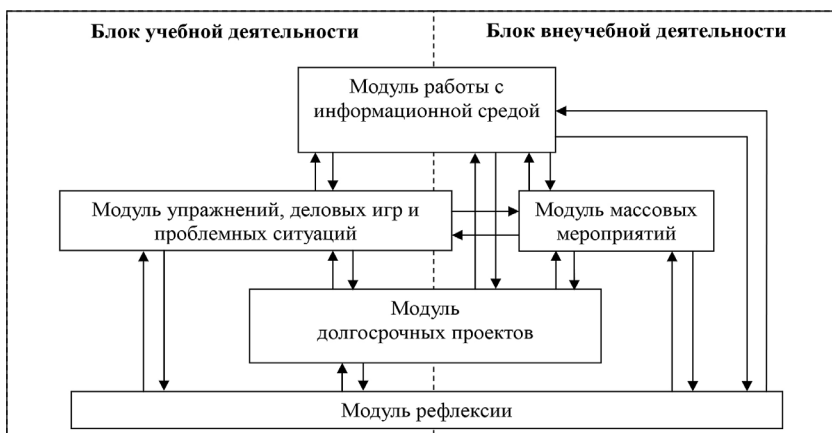 Блок учебной деятельности
Блок внеучебной деятельности
Модуль работы с
информационной средой
Модуль упражнений, деловых игр и
проблемных ситуаций
Модуль массовых
мероприятий
Модуль
долгосрочных проектов
Модуль рефлексии